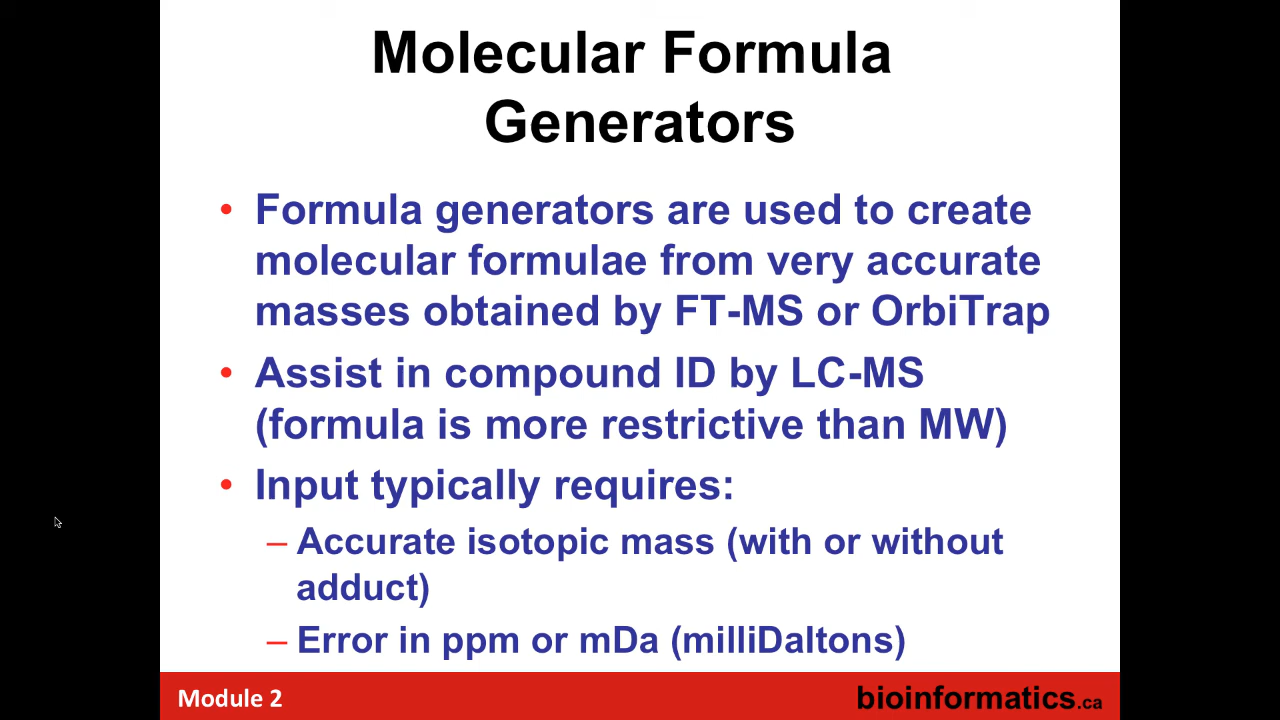 Molecular Formula
Generators
• Formula generators are used to create
molecular formulae from very accurate
masses obtained by FT-MS or OrbiTrap
• Assist in compound ID by LC-MS
(formula is more restrictive than MW)
• Input typically requires:
– Accurate isotopic mass (with or without
adduct)
– Error in ppm or mDa (milliDaltons)
Module 2
bioinformatics.ca